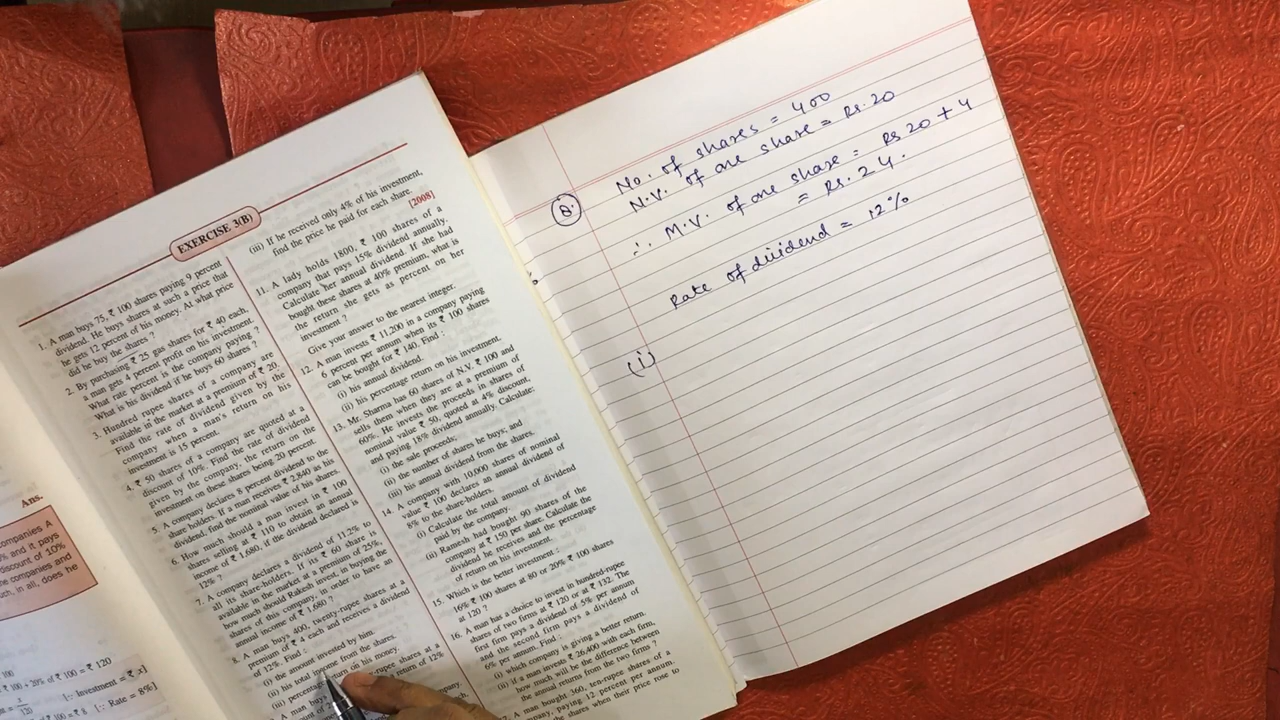 EXERCISE 3(B)
1. A man buys 75, ₹ 100 shares paying 9 percent
dividend. He buys shares at such a price that
he gets 12 percent of his money. At what price
did he buy the shares ?
2. By purchasing ₹ 25 gas shares for ₹ 40 each,
a man gets 4 percent profit on his investment.
What rate percent is the company paying ?
What is his dividend if he buys 60 shares ?
3. Hundred rupee shares of a company are
available in the market at a premium of ₹ 20.
Find the rate of dividend given by the
company when a man's return on his
investment is 15 percent.
4. ₹ 50 shares of a company are quoted at a
discount of 10%. Find the rate of dividend
given by the company, the return on the
investment on these shares being 20 percent.
5. A company declares 8 percent dividend to the
share holders. If a man receives ₹ 2,840 as his
dividend, find the nominal value of his shares.
6. How much should a man invest in ₹ 100
shares selling at ₹ 110 to obtain an annual
income of ₹ 1,680, if the dividend declared is
12% ?
7. A company declares a dividend of 11.2% to
all its share-holders. If its ₹ 60 share is
available in the market at a premium of 25%,
how much should Rakesh invest, in buying the
shares of this company, in order to have an
annual income of ₹ 1,680 ?
8. A man buys 400, twenty-rupee shares at a
premium of ₹ 4 each and receives a dividend
of 12%. Find :
(i) the amount invested by him.
(ii) his total income from the shares.
(iii) percentage return on his money.
(iii) If he received only 4% of his investment,
find the price he paid for each share.
[2008]
11. A lady holds 1800, ₹ 100 shares of a
company that pays 15% dividend annually.
Calculate her annual dividend. If she had
bought these shares at 40% premium, what is
the return she gets as percent on her
investment ?
Give your answer to the nearest integer.
12. A man invests ₹ 11,200 in a company paying
6 percent per annum when its ₹ 100 shares
can be bought for ₹ 140. Find :
(i) his annual dividend.
(ii) his percentage return on his investment.
13. Mr. Sharma has 60 shares of N.V. ₹ 100 and
sells them when they are at a premium of
60%. He invests the proceeds in shares of
nominal value ₹ 50, quoted at 4% discount,
and paying 18% dividend annually. Calculate:
(i) the sale proceeds;
(ii) the number of shares he buys; and
(iii) his annual dividend from the shares.
14. A company with 10,000 shares of nominal
value ₹ 100 declares an annual dividend of
8% to the share-holders.
(i) Calculate the total amount of dividend
paid by the company.
(ii) Ramesh had bought 90 shares of the
company at ₹ 150 per share. Calculate the
dividend he receives and the percentage
of return on his investment.
15. Which is the better investment :
16% ₹ 100 shares at 80 or 20% ₹ 100 shares
at 120 ?
16. A man has a choice to invest in hundred-rupee
shares of two firms at ₹ 120 or at ₹ 132. The
first firm pays a dividend of 5% per annum
and the second firm pays a dividend of
6% per annum. Find :
(i) which company is giving a better return.
(ii) if a man invests ₹ 26,400 with each firm,
how much will be the difference between
the annual returns from the two firms ?
A man bought 360, ten-rupee shares of a
paying 12 percent per annum
shares when their price rose to
Ans.
discount of 10%
8.
No. of shares = 400
N.V. of one share = Rs. 20
∴ M.V. of one share = Rs 20 + 4
= Rs. 24.
Rate of dividend = 12%
(i)